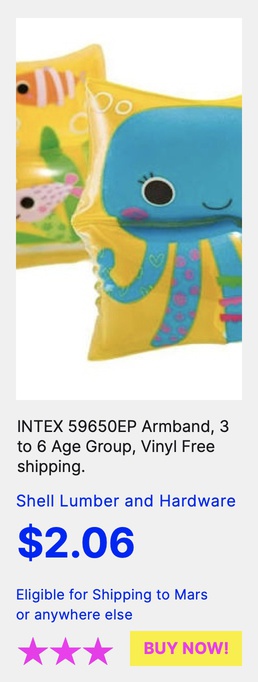 INTEX 59650EP Armband, 3
to 6 Age Group, Vinyl Free
shipping.
Shell Lumber and Hardware
$2.06
Eligible for Shipping to Mars
or anywhere else
BUY NOW!